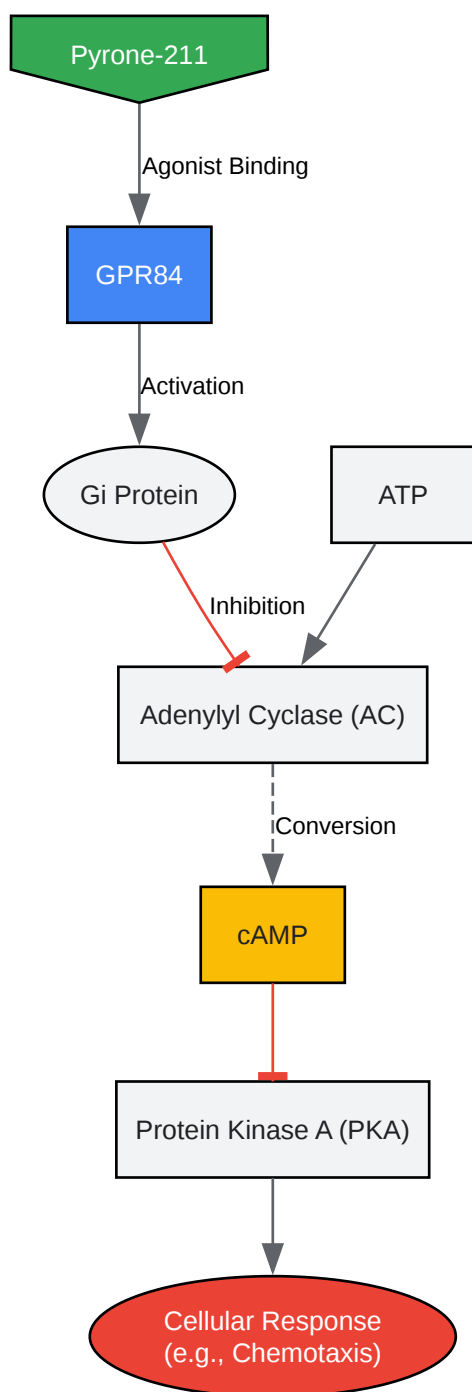 Pyrone-211
Agonist Binding
GPR84
Activation
Gi Protein
ATP
Inhibition
Adenylyl Cyclase (AC)
Conversion
cAMP
Protein Kinase A (PKA)
Cellular Response
(e.g., Chemotaxis)